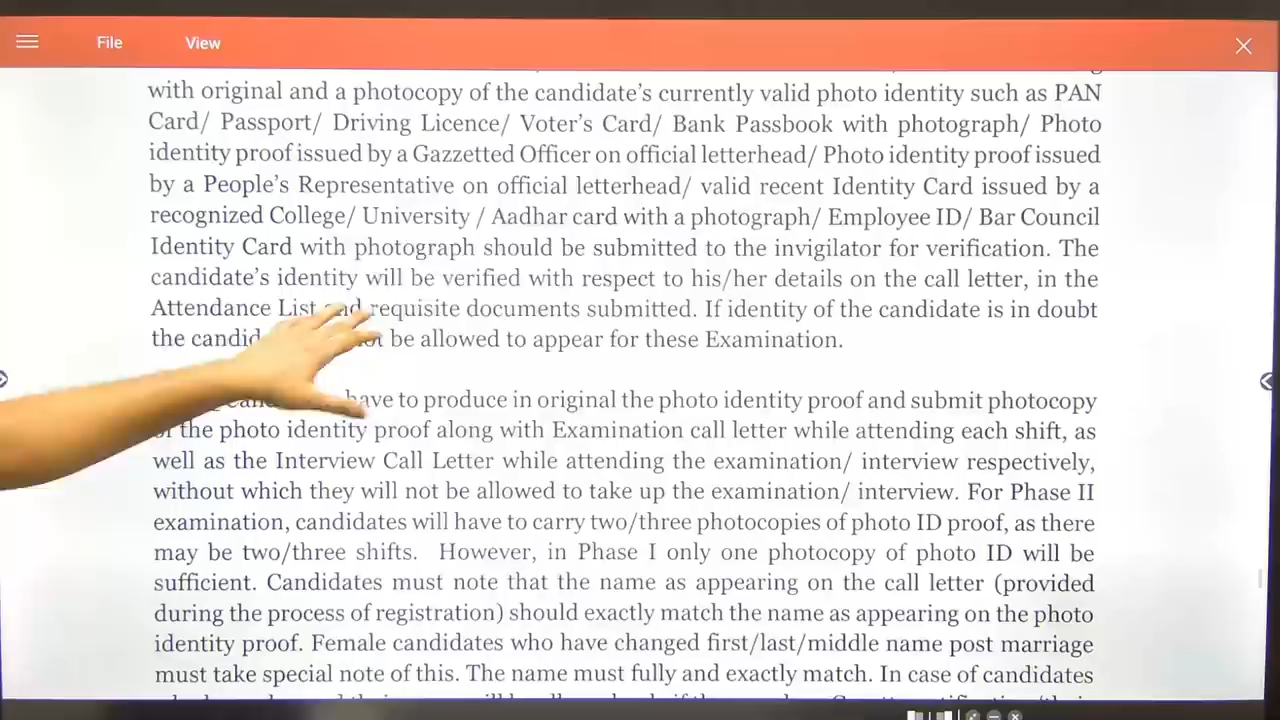 File
View
with original and a photocopy of the candidate's currently valid photo identity such as PAN
Card/ Passport/ Driving Licence/ Voter's Card/ Bank Passbook with photograph/ Photo
identity proof issued by a Gazzetted Officer on official letterhead/ Photo identity proof issued
by a People's Representative on official letterhead/ valid recent Identity Card issued by a
recognized College/ University / Aadhar card with a photograph/ Employee ID/ Bar Council
Identity Card with photograph should be submitted to the invigilator for verification. The
candidate's identity will be verified with respect to his/her details on the call letter, in the
Attendance List and requisite documents submitted. If identity of the candidate is in doubt
the be allowed to appear for these Examination.
have to produce in original the photo identity proof and submit photocopy
the photo identity proof along with Examination call letter while attending each shift, as
well as the Interview Call Letter while attending the examination/ interview respectively,
without which they will not be allowed to take up the examination/ interview. For Phase II
examination, candidates will have to carry two/three photocopies of photo ID proof, as there
may be two/three shifts. However, in Phase I only one photocopy of photo ID will be
sufficient. Candidates must note that the name as appearing on the call letter (provided
during the process of registration) should exactly match the name as appearing on the photo
identity proof. Female candidates who have changed first/last/middle name post marriage
must take special note of this. The name must fully and exactly match. In case of candidates